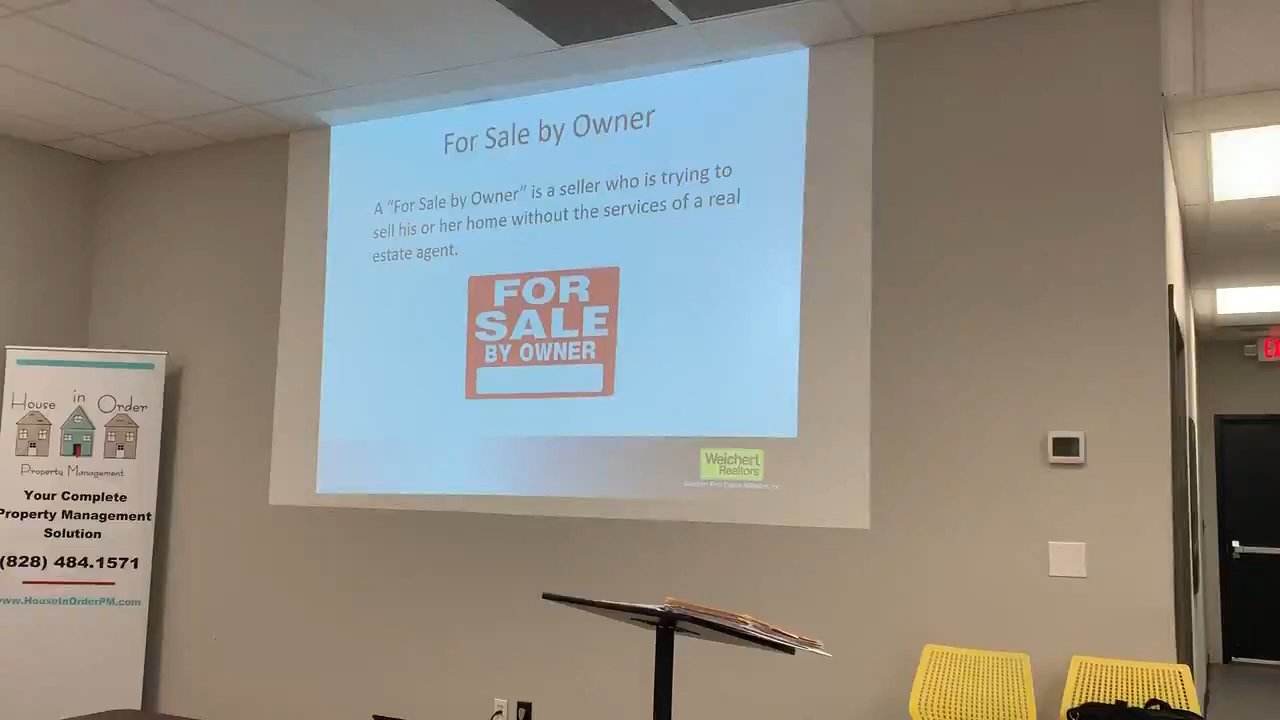 For Sale by Owner
A “For Sale by Owner” is a seller who is trying to
sell his or her home without the services of a real
estate agent.
FOR
SALE
BY OWNER
Weichert
Realtors
House in Order
Property Management
Your Complete
Property Management
Solution
(828) 484.1571
www.HouseInOrderPM.com